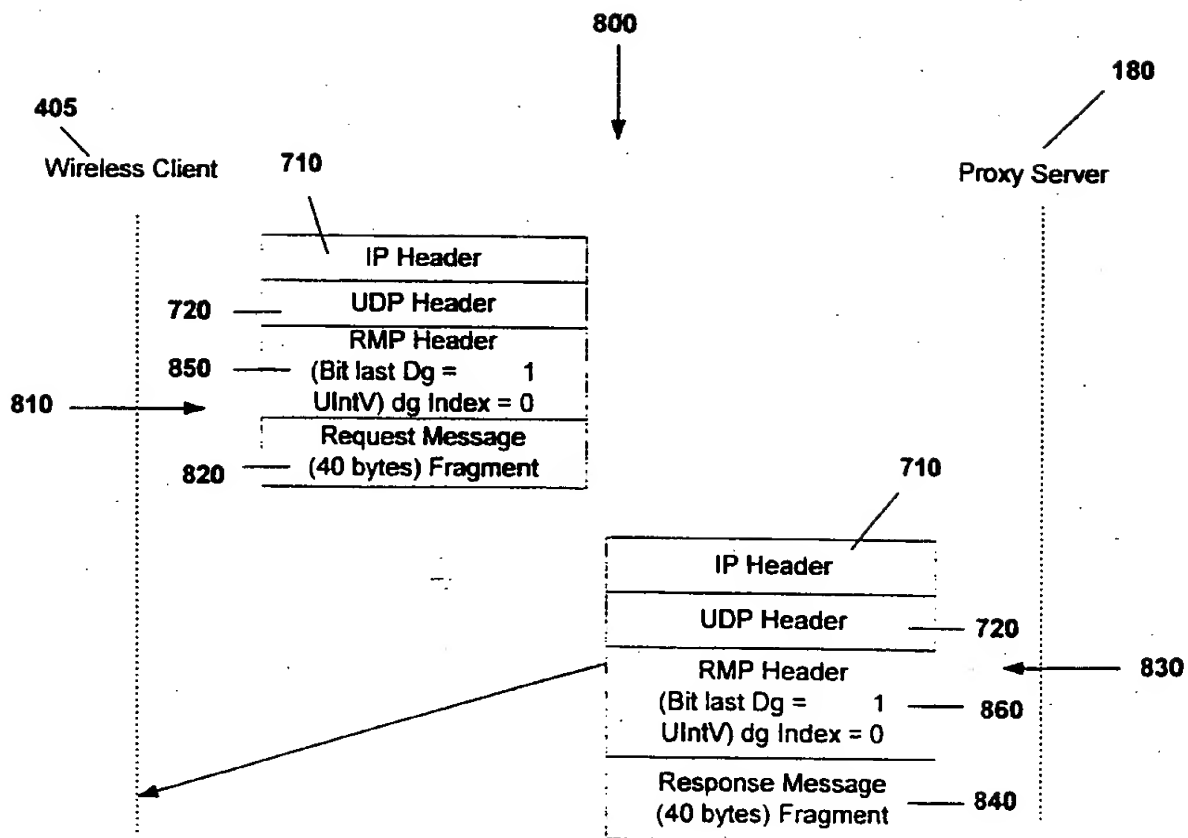 800
180
405
Wireless Client
710
Proxy Server
IP Header
720
UDP Header
RMP Header
850
(Bit last Dg = 1
810
UIntV) dg Index = 0
Request Message
820
(40 bytes) Fragment
710
IP Header
UDP Header
720
RMP Header
830
(Bit last Dg = 1
860
UIntV) dg Index = 0
Response Message
840
(40 bytes) Fragment